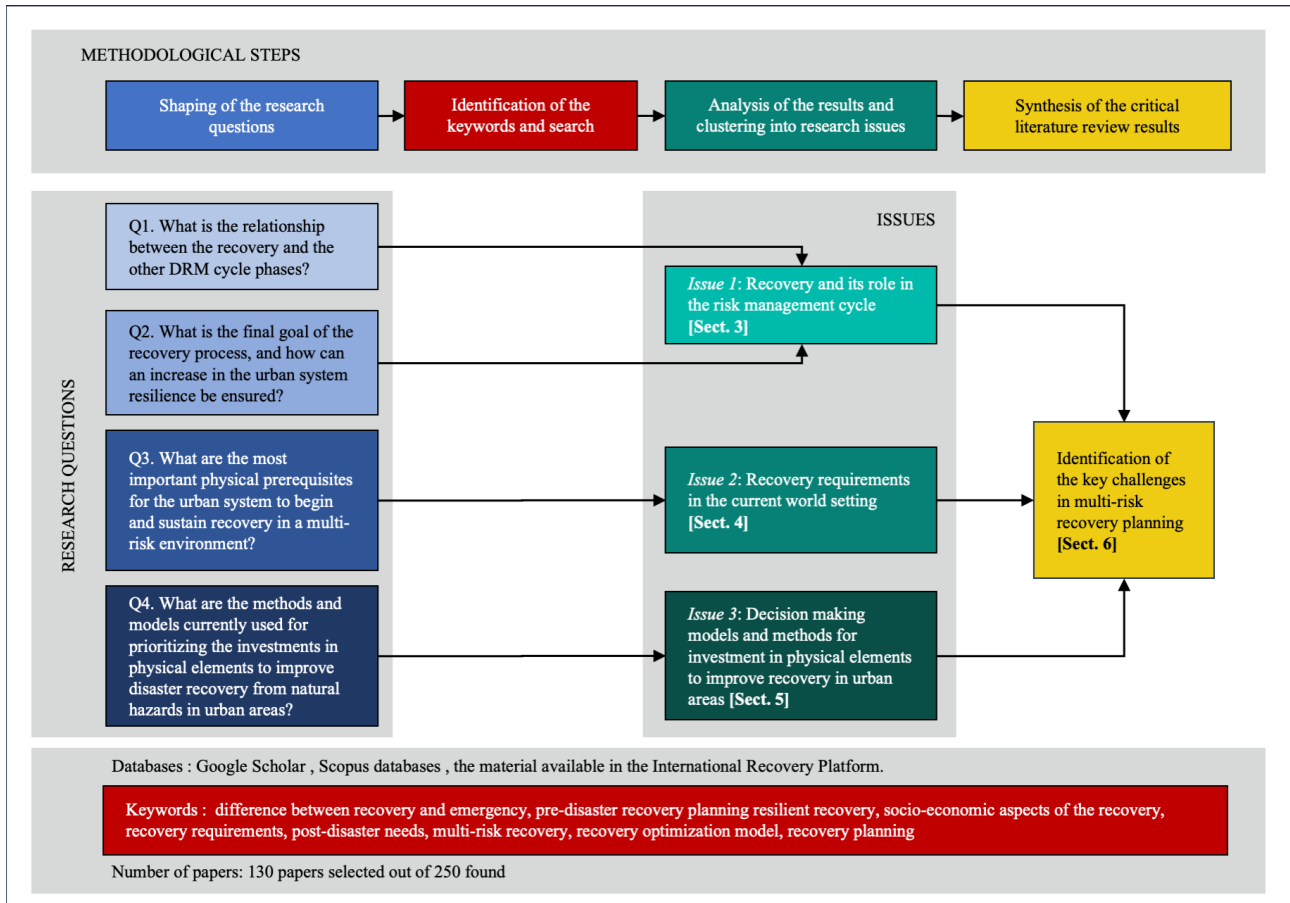 METHODOLOGICAL STEPS
Shaping of the research
questions
Identification of the
keywords and search
Analysis of the results and
clustering into research issues
Synthesis of the critical
literature review results
RESEARCH QUESTIONS
Q1. What is the relationship
between the recovery and the
other DRM cycle phases?
Q2. What is the final goal of the
recovery process, and how can
an increase in the urban system
resilience be ensured?
Q3. What are the most
important physical prerequisites
for the urban system to begin
and sustain recovery in a multi-
risk environment?
Q4. What are the methods and
models currently used for
prioritizing the investments in
physical elements to improve
disaster recovery from natural
hazards in urban areas?
ISSUES
Issue 1: Recovery and its role in
the risk management cycle
[Sect. 3]
Issue 2: Recovery requirements
in the current world setting
[Sect. 4]
Issue 3: Decision making
models and methods for
investment in physical elements
to improve recovery in urban
areas [Sect. 5]
Identification of
the key challenges
in multi-risk
recovery planning
[Sect. 6]
Databases : Google Scholar , Scopus databases , the material available in the International Recovery Platform.
Keywords :  difference between recovery and emergency, pre-disaster recovery planning resilient recovery, socio-economic aspects of the recovery,
recovery requirements, post-disaster needs, multi-risk recovery, recovery optimization model, recovery planning
Number of papers: 130 papers selected out of 250 found